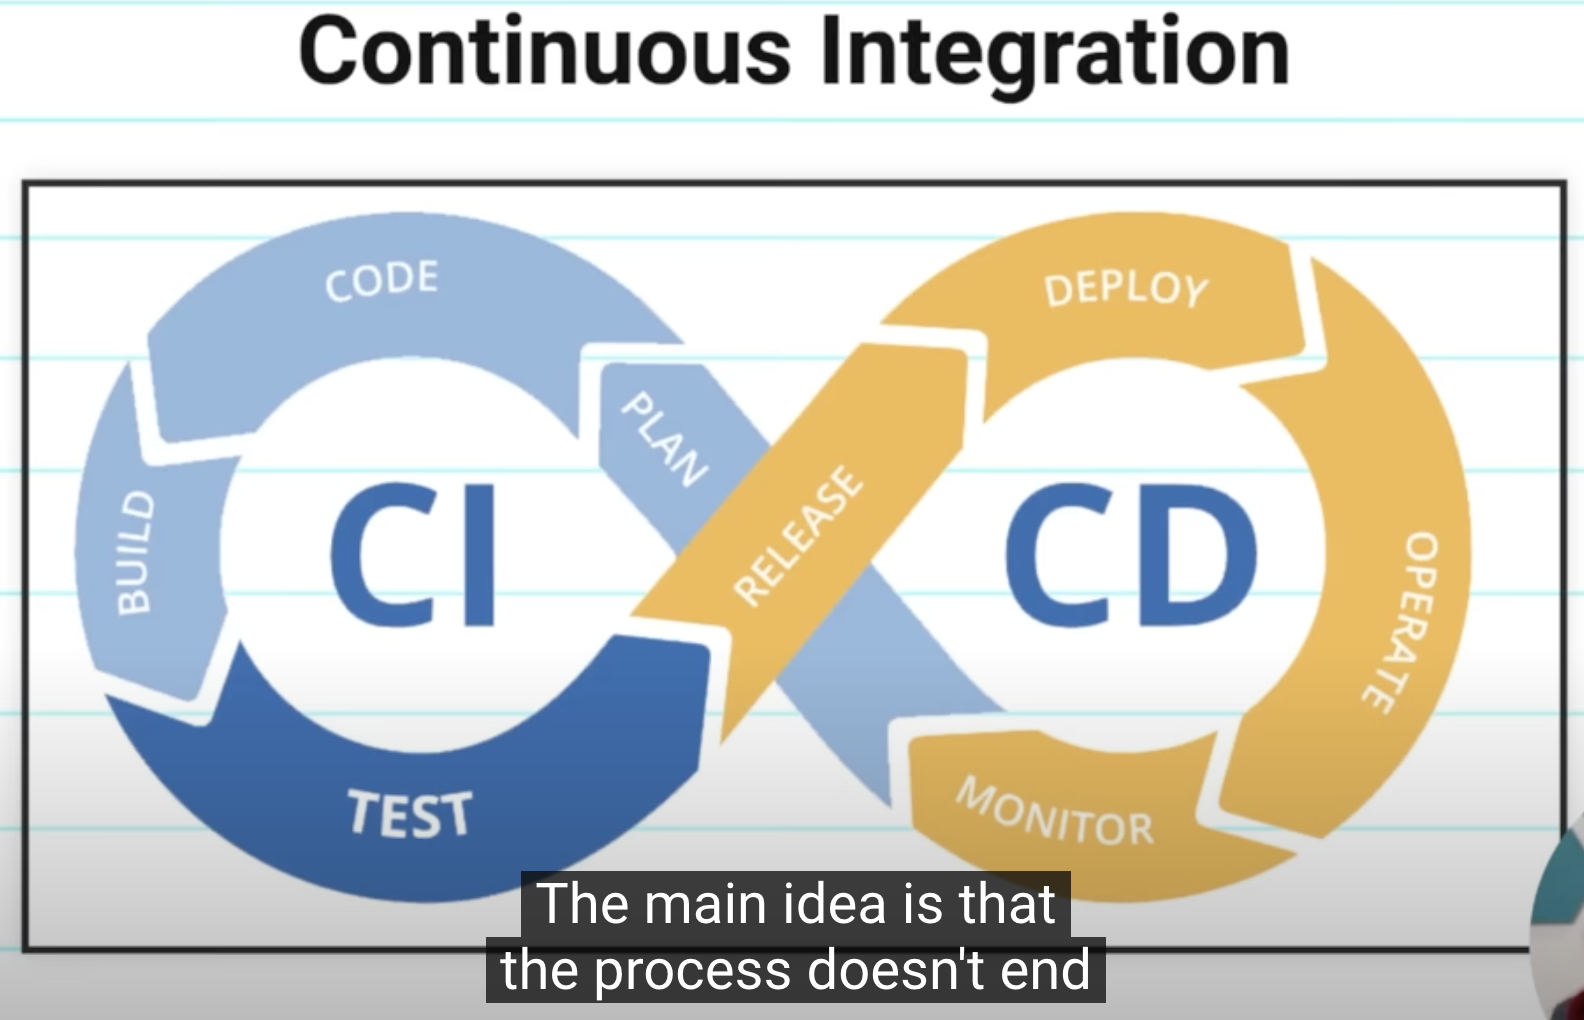 Continuous Integration
CODE
PLAN
BUILD
CI
TEST
RELEASE
DEPLOY
CD
OPERATE
MONITOR
The main idea is that
the process doesn't end